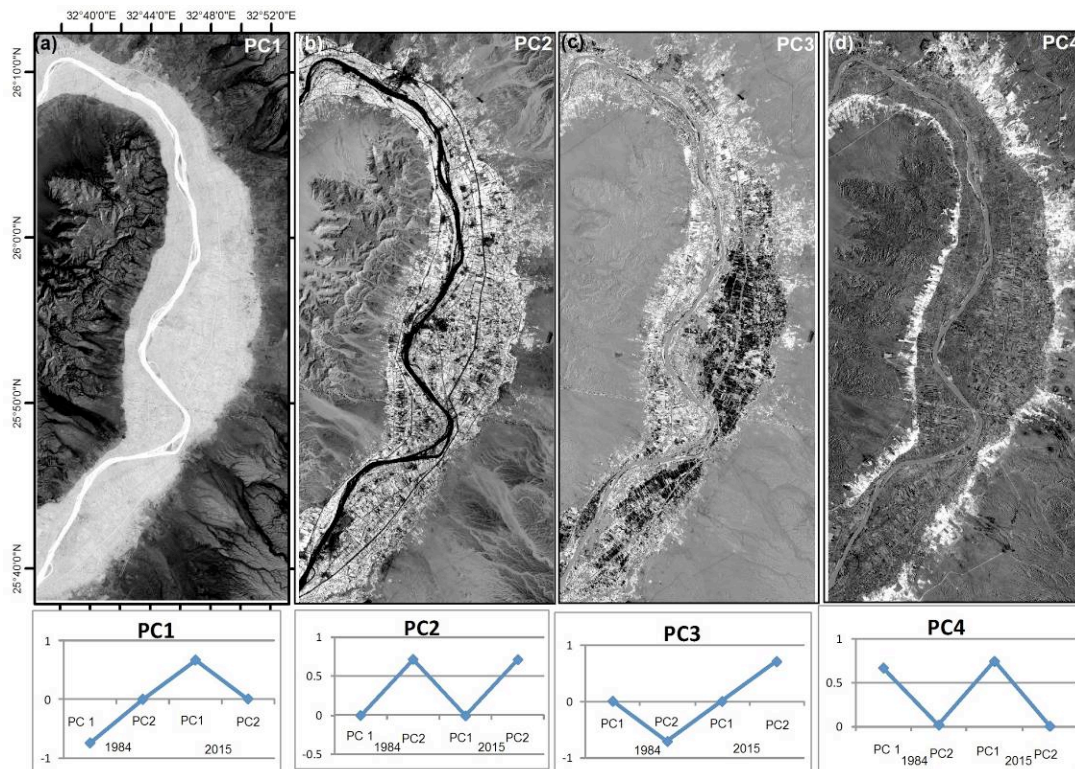 32°40'0"E 32°44'0"E 32°48'0"E 32°52'0"E
(a) PC1
(b) PC2
(c) PC3
(d) PC4
26°10'0"N
26°0'0"N
25°50'0"N
25°40'0"N
PC1
1
0
-1
PC 1 PC2 PC1 PC2
1984 2015
PC2
1
0.5
0
-0.5
PC1 PC2 PC1 PC2
1984 2015
PC3
1
0
-1
PC1 PC2 PC1 PC2
1984 2015
PC4
1
0.5
0
PC 1 PC2 PC1 PC2
1984 2015